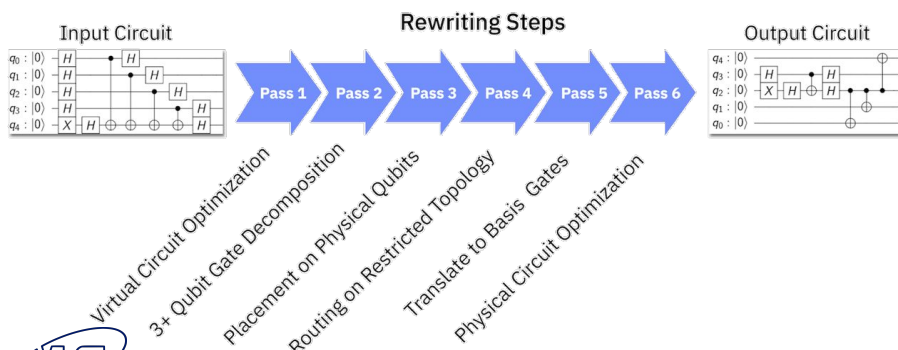 Rewriting Steps
Input Circuit
Output Circuit
q₀ : |0⟩ H H
q₁ : |0⟩ H H
q₂ : |0⟩ H H
q₃ : |0⟩ H H
q₄ : |0⟩ X H H
Pass 1
Pass 2
Pass 3
Pass 4
Pass 5
Pass 6
q₄ : |0⟩
q₃ : |0⟩ H H
q₂ : |0⟩ X H H
q₁ : |0⟩
q₀ : |0⟩
Virtual Circuit Optimization
3+ Qubit Gate Decomposition
Placement on Physical Qubits
Routing on Restricted Topology
Translate to Basis Gates
Physical Circuit Optimization